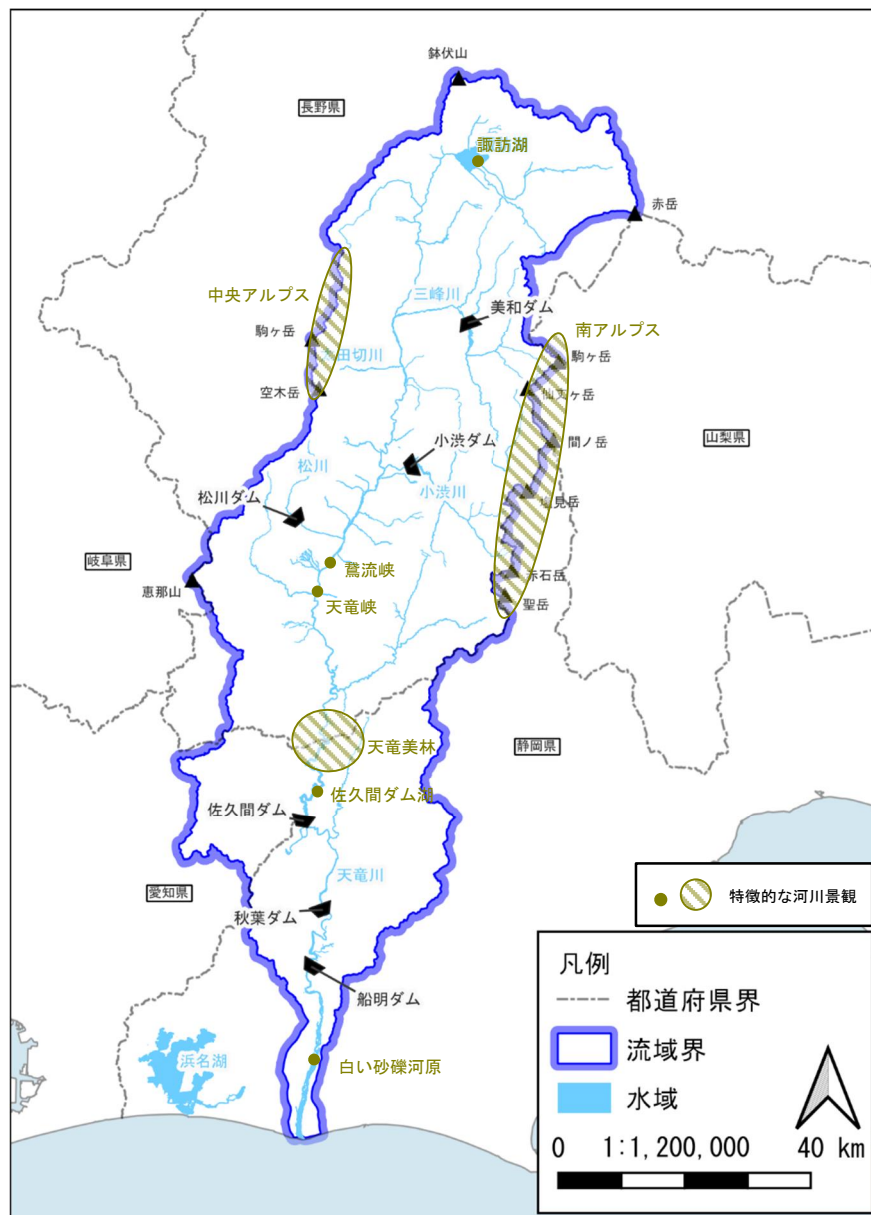 鉢伏山
長野県
諏訪湖
赤岳
中央アルプス
三峰川
美和ダム
南アルプス
駒ヶ岳
駒ヶ岳
田切川
空木岳
仙丈ヶ岳
間ノ岳
山梨県
小渋ダム
松川
小渋川
塩見岳
松川ダム
岐阜県
鵞流峡
恵那山
天竜峡
赤石岳
聖岳
天竜美林
静岡県
佐久間ダム湖
佐久間ダム
天竜川
愛知県
秋葉ダム
特徴的な河川景観
船明ダム
浜名湖
白い砂礫河原
凡例
都道府県界
流域界
水域
0 1:1,200,000 40 km